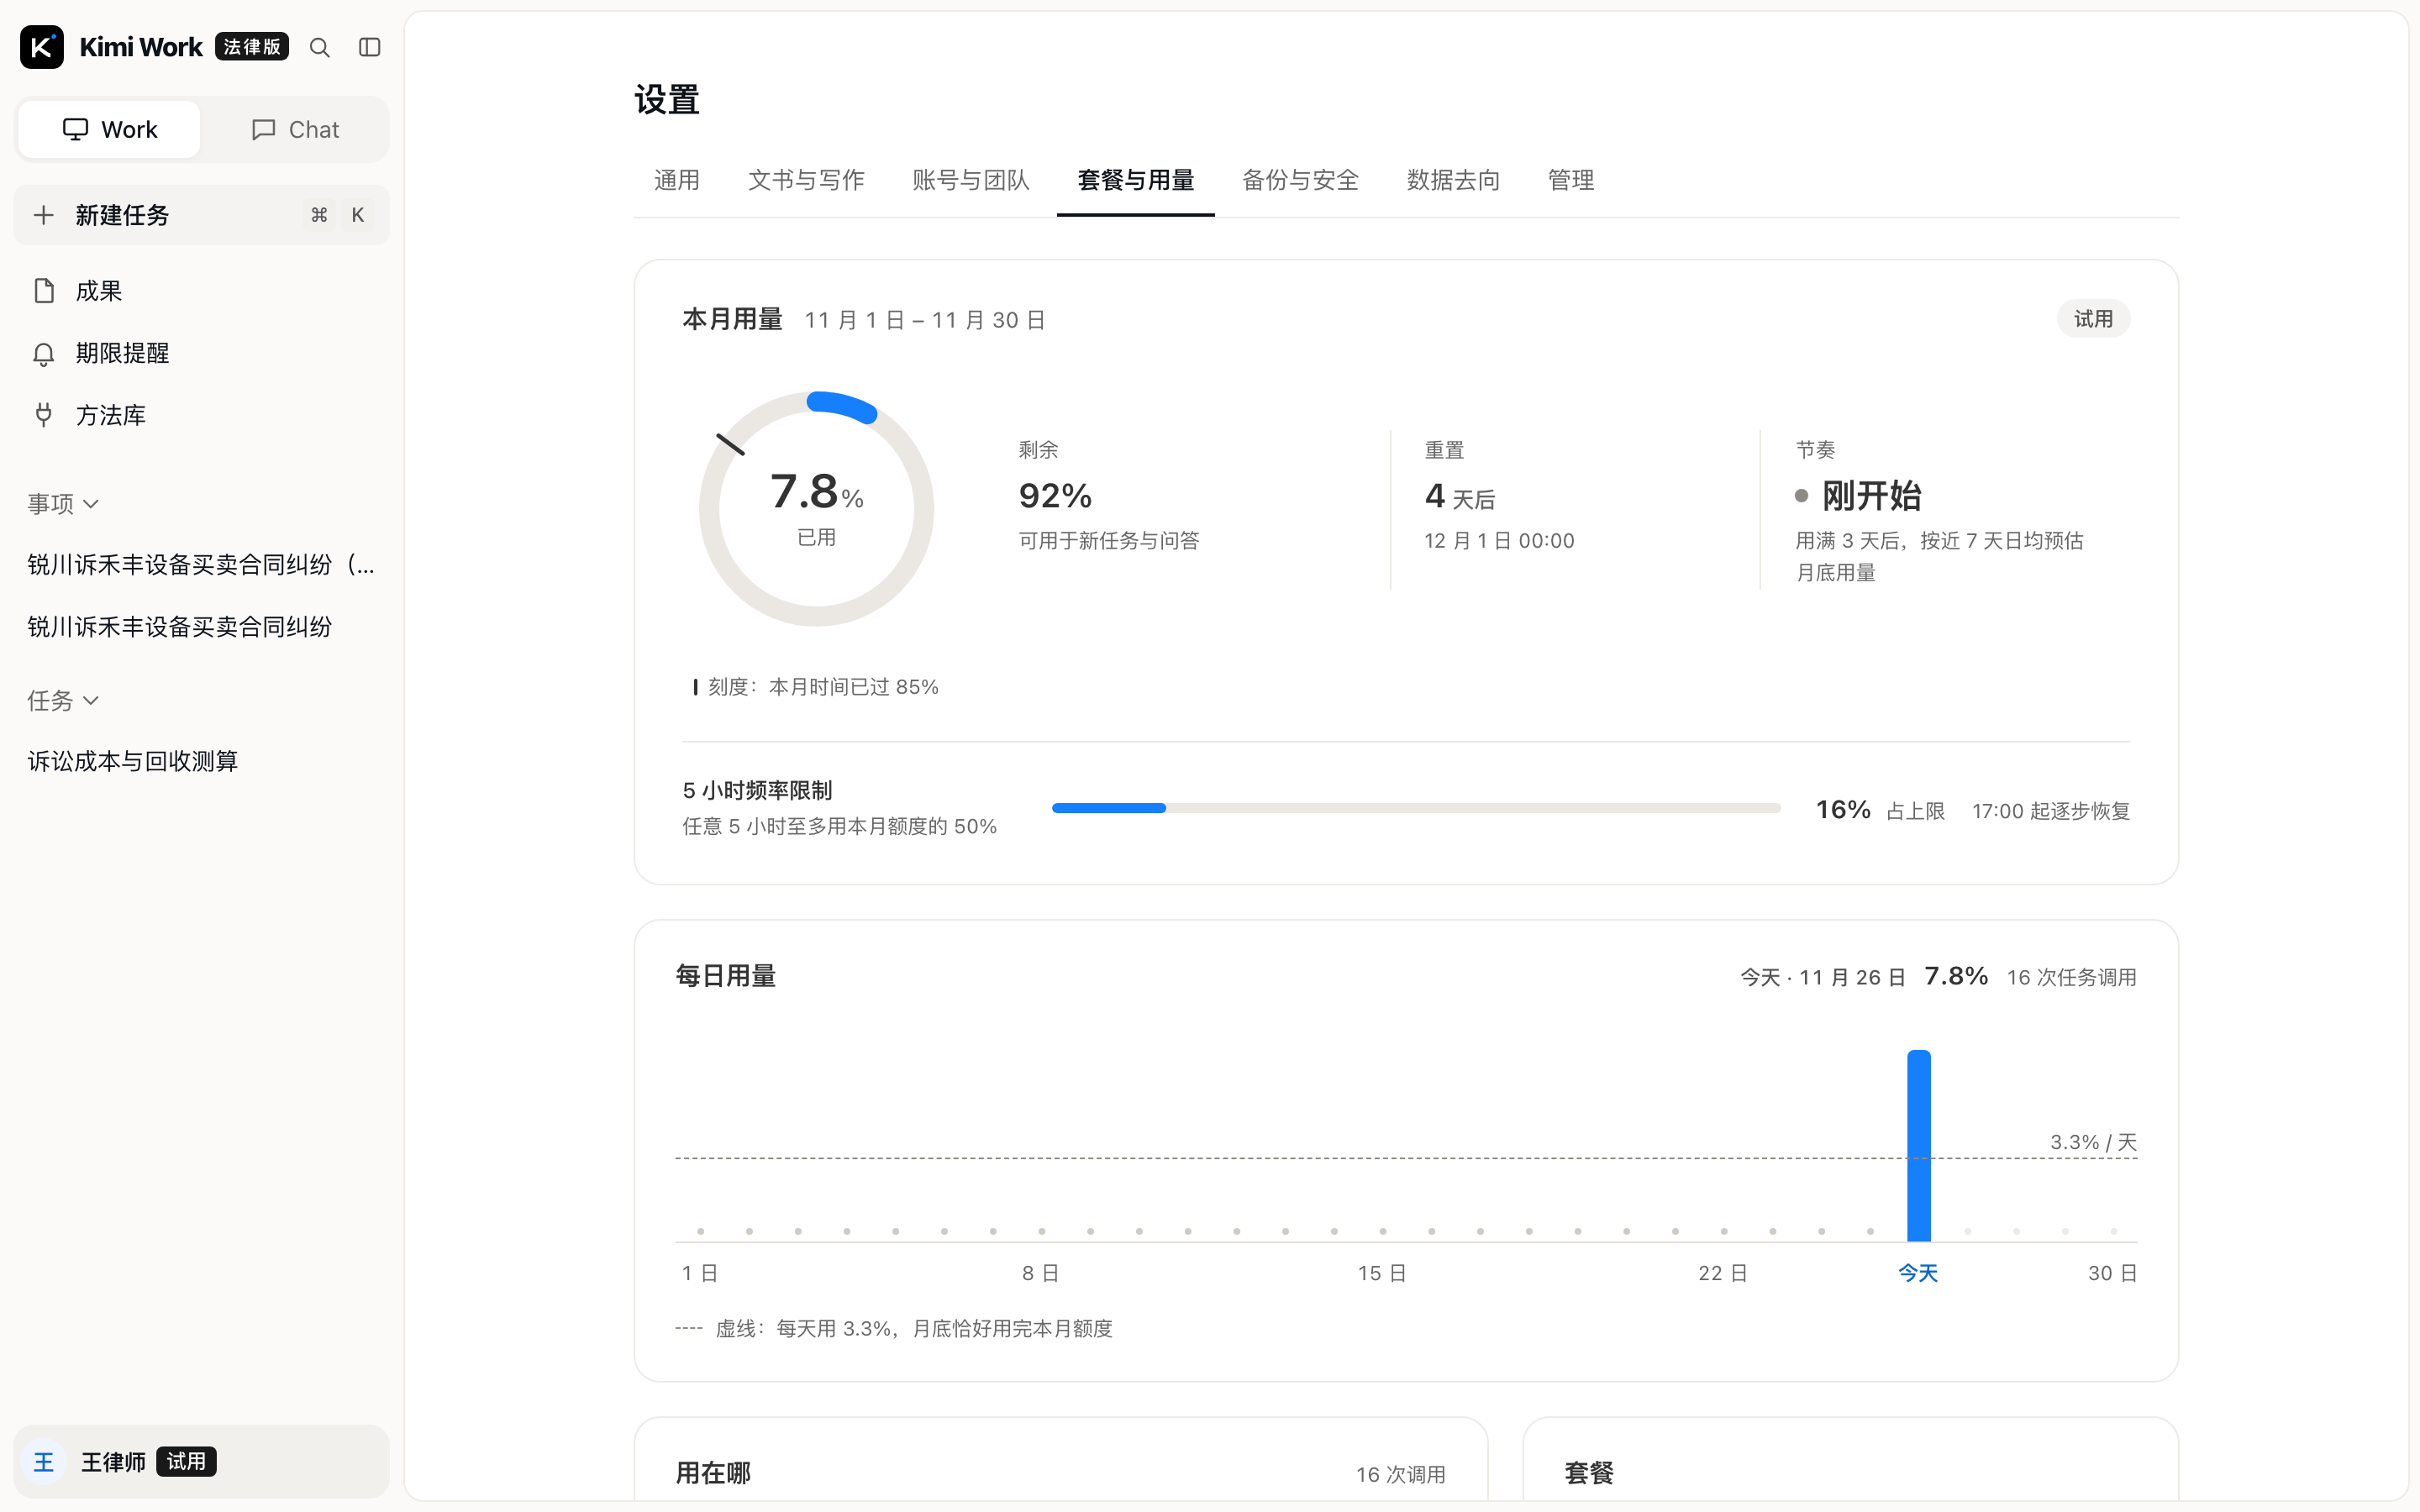 Kimi Work 法律版
Work
Chat
新建任务 ⌘ K
成果
期限提醒
方法库
事项
锐川诉禾丰设备买卖合同纠纷（...
锐川诉禾丰设备买卖合同纠纷
任务
诉讼成本与回收测算
王 王律师 试用
设置
通用 文书与写作 账号与团队 套餐与用量 备份与安全 数据去向 管理
本月用量 11 月 1 日 – 11 月 30 日 试用
7.8%
已用
剩余
92%
可用于新任务与问答
重置
4 天后
12 月 1 日 00:00
节奏
刚开始
用满 3 天后，按近 7 天日均预估
月底用量
刻度：本月时间已过 85%
5 小时频率限制
任意 5 小时至多用本月额度的 50%
16% 占上限 17:00 起逐步恢复
每日用量 今天 · 11 月 26 日 7.8% 16 次任务调用
3.3% / 天
1 日 8 日 15 日 22 日 今天 30 日
虚线：每天用 3.3%，月底恰好用完本月额度
用在哪 16 次调用
套餐